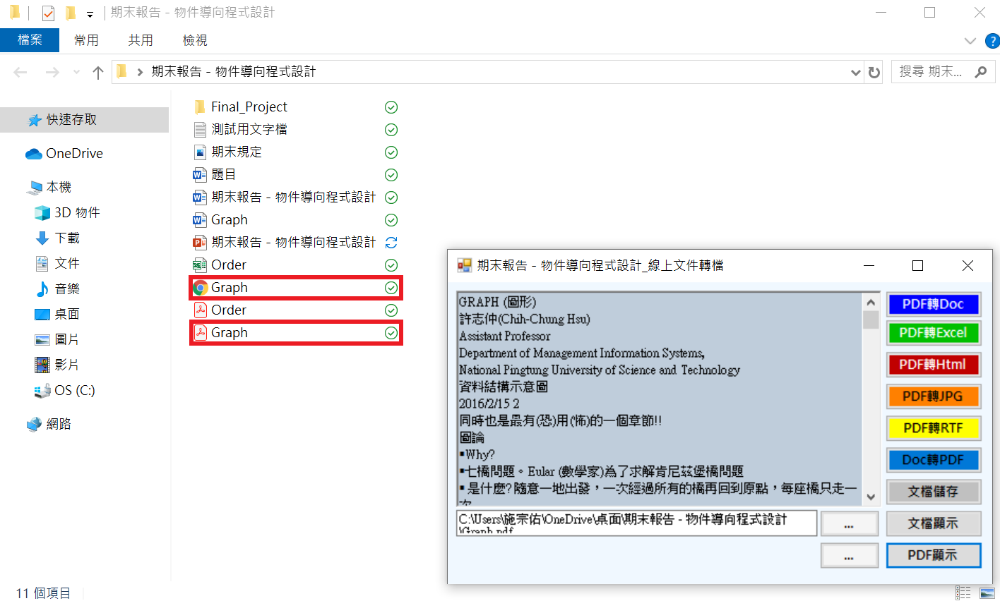 期末報告 - 物件導向程式設計
檔案 常用 共用 檢視
期末報告 - 物件導向程式設計
搜尋 期末...
快速存取
OneDrive
本機
3D 物件
下載
文件
音樂
桌面
圖片
影片
OS (C:)
網路
Final_Project
測試用文字檔
期末規定
題目
期末報告 - 物件導向程式設計
Graph
期末報告 - 物件導向程式設計
Order
Graph
Order
Graph
期末報告 - 物件導向程式設計_線上文件轉檔
GRAPH (圖形)
許志仲(Chih-Chung Hsu)
Assistant Professor
Department of Management Information Systems,
National Pingtung University of Science and Technology
資料結構示意圖
2016/2/15 2
同時也是最有(恐)用(怖)的一個章節!!
圖論
▪Why?
▪七橋問題。Eular (數學家)為了求解肯尼茲堡橋問題
▪ 是什麼? 隨意一地出發，一次經過所有的橋再回到原點，每座橋只走一
次
C:\Users\施宗佑\OneDrive\桌面\期末報告 - 物件導向程式設計
\Graph.pdf
...
...
PDF轉Doc
PDF轉Excel
PDF轉Html
PDF轉JPG
PDF轉RTF
Doc轉PDF
文檔儲存
文檔顯示
PDF顯示
11 個項目